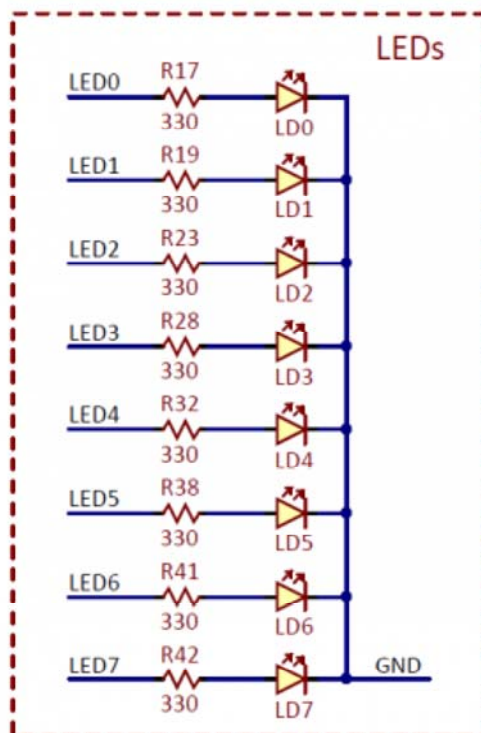 LEDs
LED0 R17 330 LD0
LED1 R19 330 LD1
LED2 R23 330 LD2
LED3 R28 330 LD3
LED4 R32 330 LD4
LED5 R38 330 LD5
LED6 R41 330 LD6
LED7 R42 330 LD7 GND